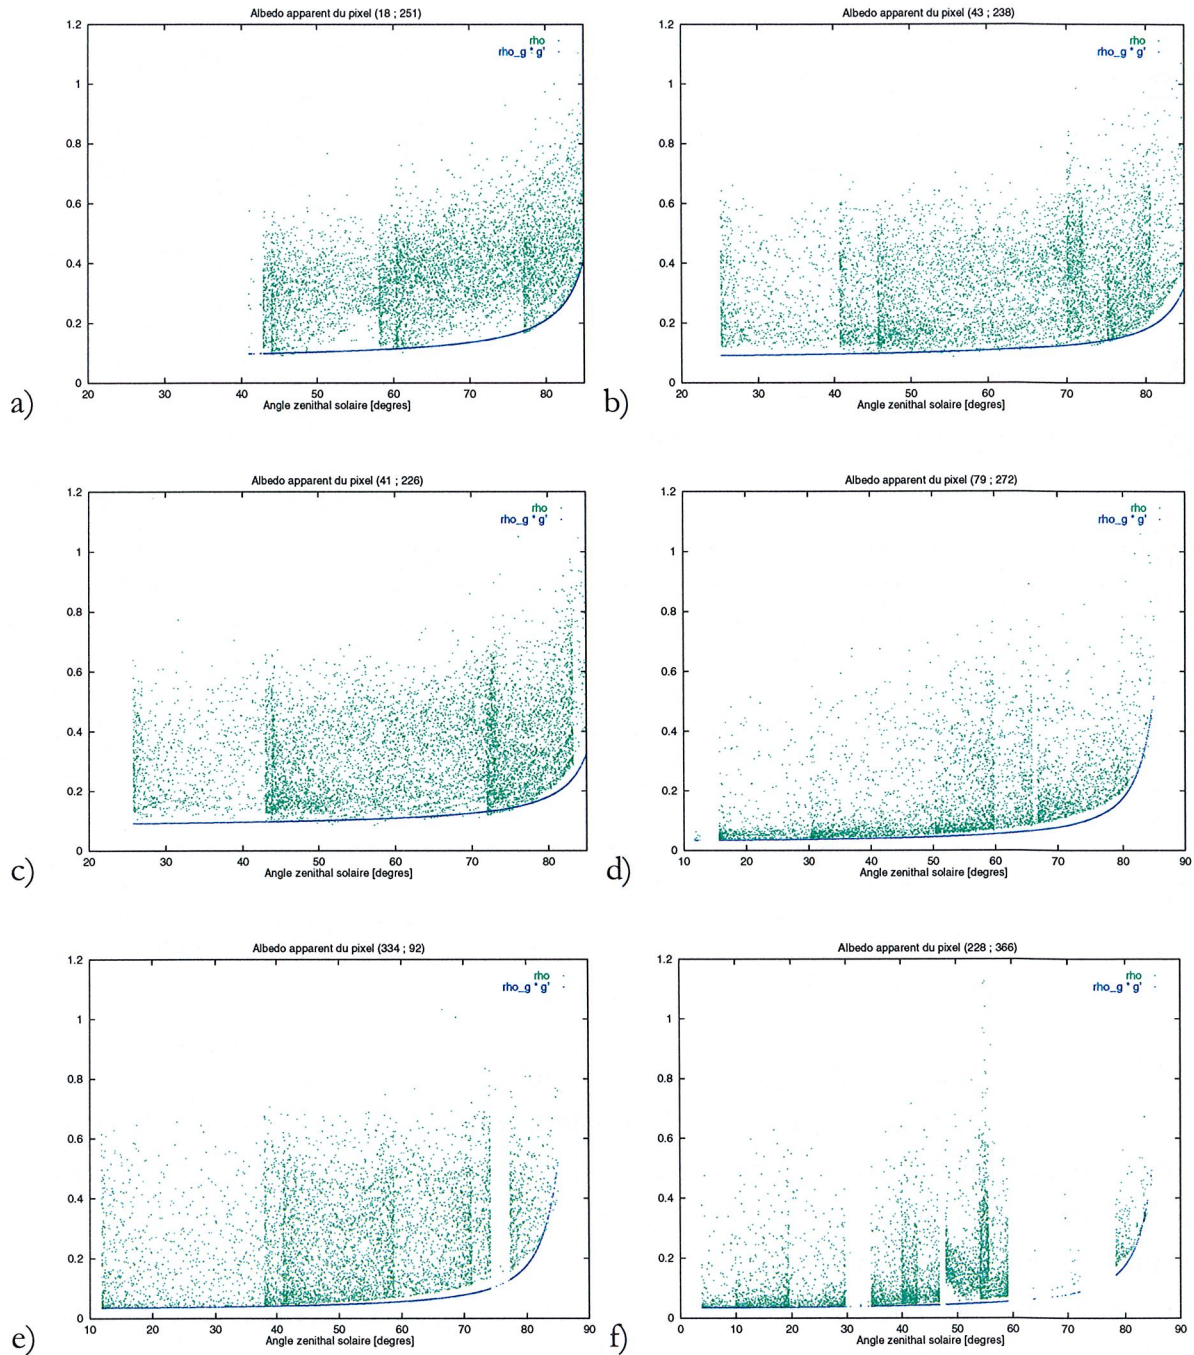 Albedo apparent du pixel (18 ; 251)
1.2
rho
rho_g * g'
1
0.8
0.6
0.4
0.2
0
20 30 40 50 60 70 80
Angle zenithal solaire [degres]
a)
Albedo apparent du pixel (43 ; 238)
1.2
rho
rho_g * g'
1
0.8
0.6
0.4
0.2
0
20 30 40 50 60 70 80
Angle zenithal solaire [degres]
b)
Albedo apparent du pixel (41 ; 226)
1.2
rho
rho_g * g'
1
0.8
0.6
0.4
0.2
0
20 30 40 50 60 70 80
Angle zenithal solaire [degres]
c)
Albedo apparent du pixel (79 ; 272)
1.2
rho
rho_g * g'
1
0.8
0.6
0.4
0.2
0
10 20 30 40 50 60 70 80 90
Angle zenithal solaire [degres]
d)
Albedo apparent du pixel (334 ; 92)
1.2
rho
rho_g * g'
1
0.8
0.6
0.4
0.2
0
10 20 30 40 50 60 70 80 90
Angle zenithal solaire [degres]
e)
Albedo apparent du pixel (228 ; 366)
1.2
rho
rho_g * g'
1
0.8
0.6
0.4
0.2
0
0 10 20 30 40 50 60 70 80 90
Angle zenithal solaire [degres]
f)